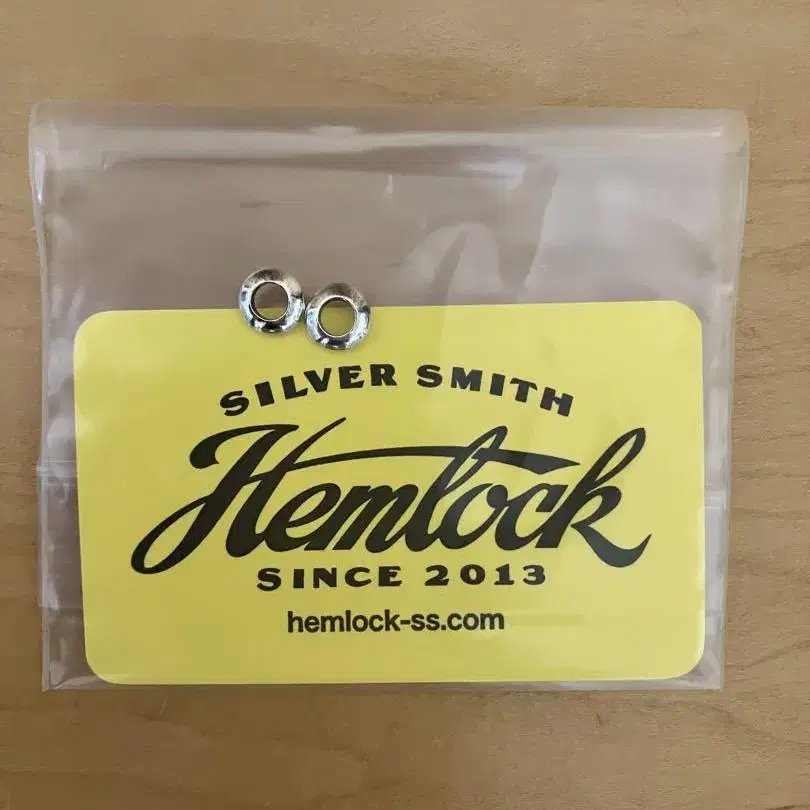 SILVER SMITH
Hemlock
SINCE 2013
hemlock-ss.com